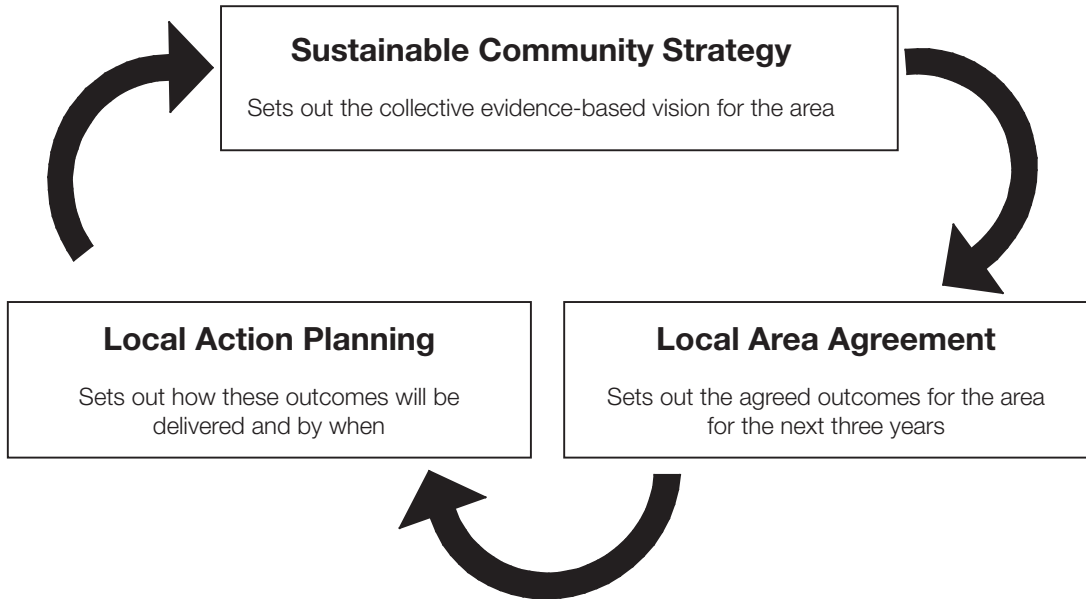 Sustainable Community Strategy
Sets out the collective evidence-based vision for the area
Local Action Planning
Sets out how these outcomes will be
delivered and by when
Local Area Agreement
Sets out the agreed outcomes for the area
for the next three years